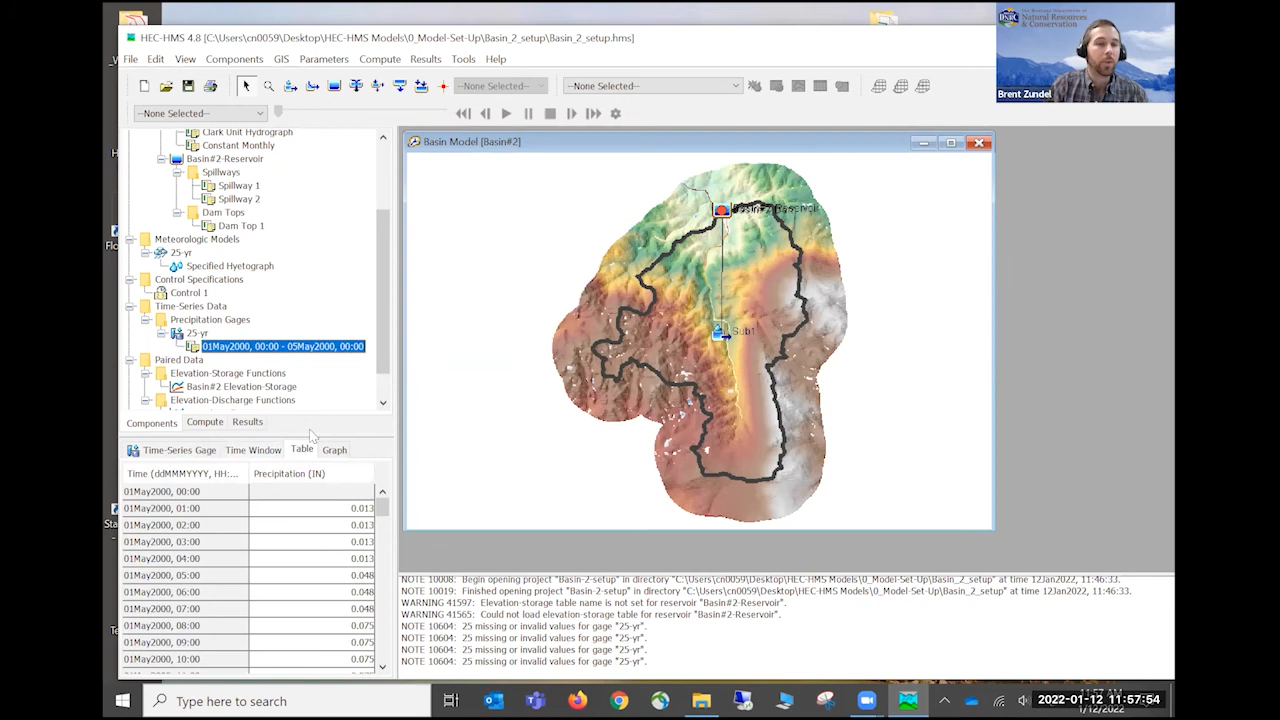 HEC-HMS 4.8 [C:\Users\cn0059\Desktop\HEC-HMS Models\0_Model-Set-Up\Basin_2_setup\Basin_2_setup.hms]
File Edit View Components GIS Parameters Compute Results Tools Help
--None Selected-- --None Selected--
--None Selected--
Natural Resources
& Conservation
DNRC
Brent Zundel
Clark Unit Hydrograph
Constant Monthly
Basin#2-Reservoir
Spillways
Spillway 1
Spillway 2
Dam Tops
Dam Top 1
Meteorologic Models
25-yr
Specified Hyetograph
Control Specifications
Control 1
Time-Series Data
Precipitation Gages
25-yr
01May2000, 00:00 - 05May2000, 00:00
Paired Data
Elevation-Storage Functions
Basin#2 Elevation-Storage
Elevation-Discharge Functions
Components Compute Results
Time-Series Gage Time Window Table Graph
Time (ddMMMYYYY, HH:... Precipitation (IN)
01May2000, 00:00
01May2000, 01:00 0.013
01May2000, 02:00 0.013
01May2000, 03:00 0.013
01May2000, 04:00 0.013
01May2000, 05:00 0.048
01May2000, 06:00 0.048
01May2000, 07:00 0.048
01May2000, 08:00 0.075
01May2000, 09:00 0.075
01May2000, 10:00 0.075
Basin Model [Basin#2]
Sub1
NOTE 10008: Begin opening project "Basin-2-setup" in directory "C:\Users\cn0059\Desktop\HEC-HMS Models\0_Model-Set-Up\Basin_2_setup" at time 12Jan2022, 11:46:33.
NOTE 10019: Finished opening project "Basin-2-setup" in directory "C:\Users\cn0059\Desktop\HEC-HMS Models\0_Model-Set-Up\Basin_2_setup" at time 12Jan2022, 11:46:33.
WARNING 41597: Elevation-storage table name is not set for reservoir "Basin#2-Reservoir".
WARNING 41565: Could not load elevation-storage table for reservoir "Basin#2-Reservoir".
NOTE 10604: 25 missing or invalid values for gage "25-yr".
NOTE 10604: 25 missing or invalid values for gage "25-yr".
NOTE 10604: 25 missing or invalid values for gage "25-yr".
NOTE 10604: 25 missing or invalid values for gage "25-yr".
Type here to search
2022-01-12 11:57:54
1/12/2022